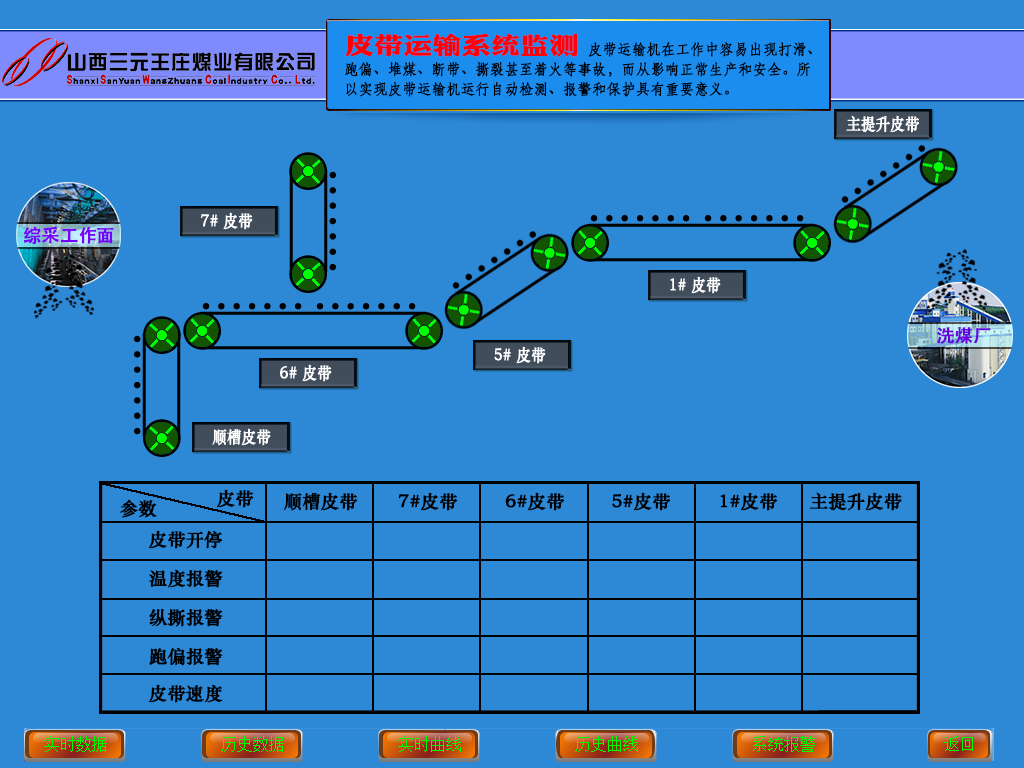 山西三元王庄煤业有限公司
Shanxi SanYuan WangZhuang Coal Industry Co., Ltd.
皮带运输系统监测 皮带运输机在工作中容易出现打滑、
跑偏、堆煤、断带、撕裂甚至着火等事故，而从影响正常生产和安全。所
以实现皮带运输机运行自动检测、报警和保护具有重要意义。
主提升皮带
7# 皮带
综采工作面
1# 皮带
洗煤厂
5# 皮带
6# 皮带
顺槽皮带
参数 皮带 顺槽皮带 7#皮带 6#皮带 5#皮带 1#皮带 主提升皮带
皮带开停
温度报警
纵撕报警
跑偏报警
皮带速度
实时数据 历史数据 实时曲线 历史曲线 系统报警 返回